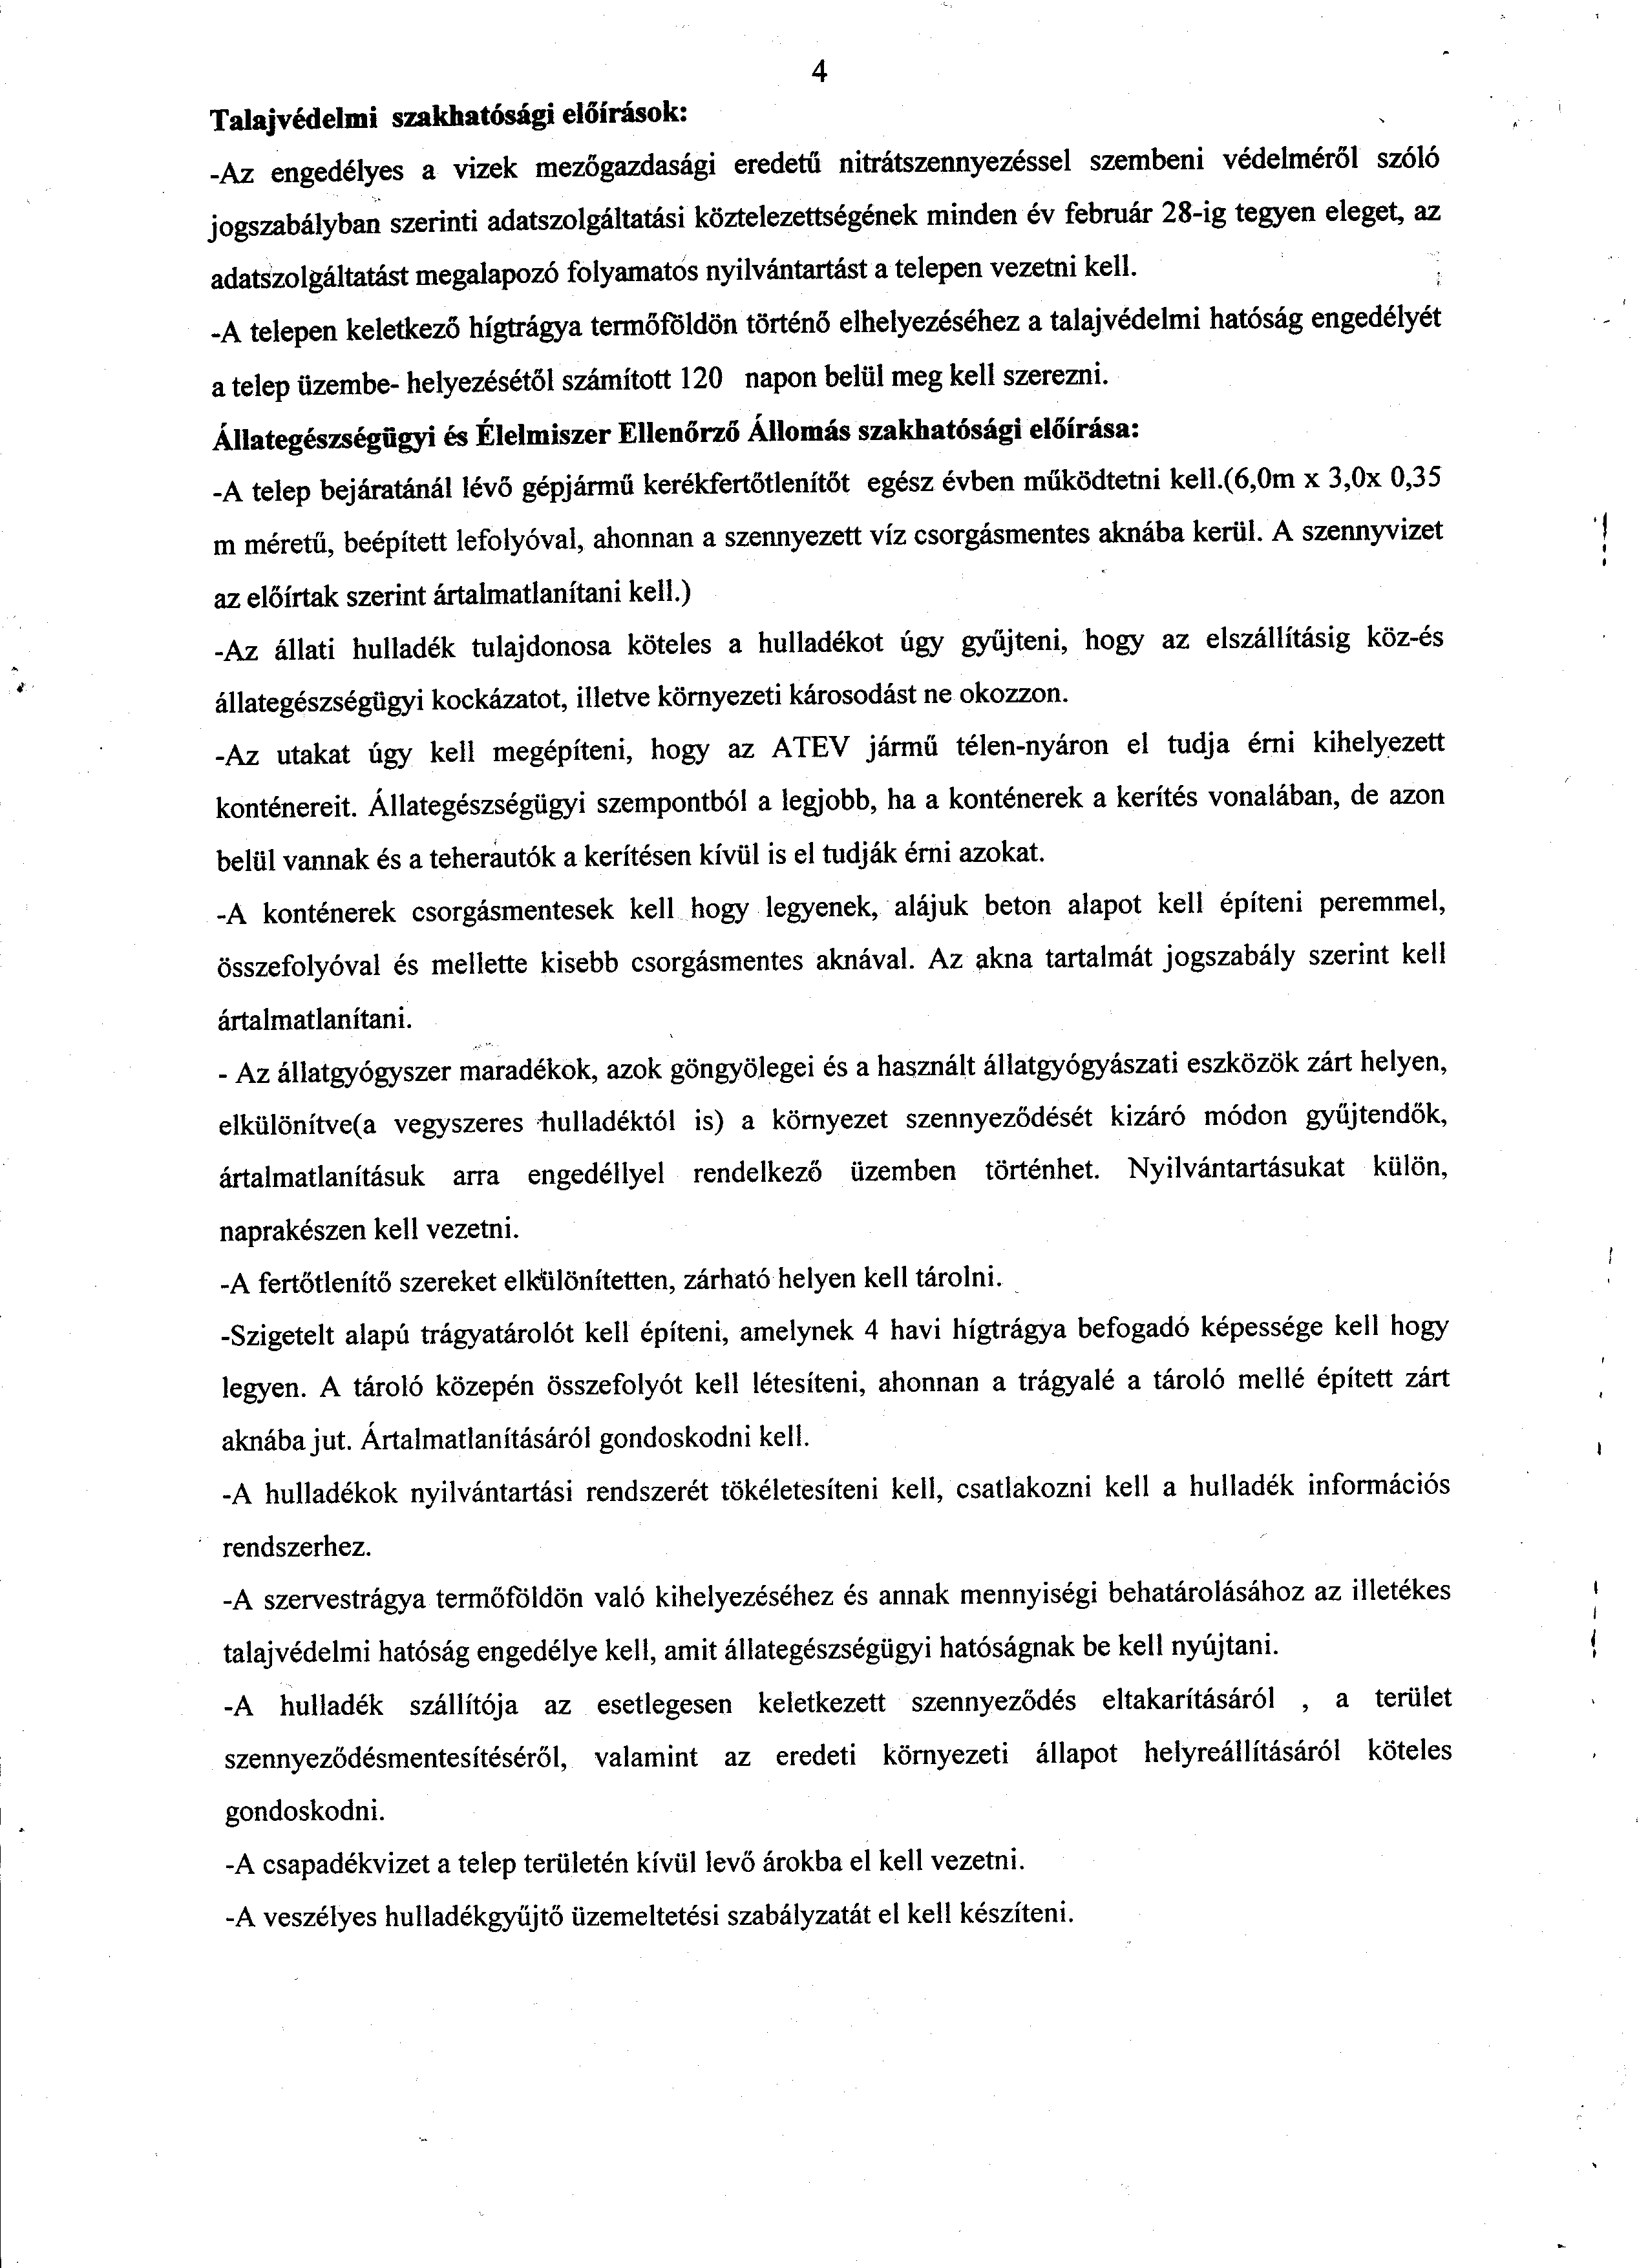 4
Talajvédelmi szakhatósági előírások:
-Az engedélyes a vizek mezőgazdasági eredetű nitrátszennyezéssel szembeni védelméről szóló
jogszabályban szerinti adatszolgáltatási köztelezettségének minden év február 28-ig tegyen eleget, az
adatszolgáltatást megalapozó folyamatos nyilvántartást a telepen vezetni kell.
-A telepen keletkező hígtrágya termőföldön történő elhelyezéséhez a talajvédelmi hatóság engedélyét
a telep üzembe- helyezésétől számított 120 napon belül meg kell szerezni.
Állategészségügyi és Élelmiszer Ellenőrző Állomás szakhatósági előírása:
-A telep bejáratánál lévő gépjármű kerékfertőtlenítőt egész évben működtetni kell.(6,0m x 3,0x 0,35
m méretű, beépített lefolyóval, ahonnan a szennyezett víz csorgásmentes aknába kerül. A szennyvizet
az előírtak szerint ártalmatlanítani kell.)
-Az állati hulladék tulajdonosa köteles a hulladékot úgy gyűjteni, hogy az elszállításig köz-és
állategészségügyi kockázatot, illetve környezeti károsodást ne okozzon.
-Az utakat úgy kell megépíteni, hogy az ATEV jármű télen-nyáron el tudja érni kihelyezett
konténereit. Állategészségügyi szempontból a legjobb, ha a konténerek a kerítés vonalában, de azon
belül vannak és a teherautók a kerítésen kívül is el tudják érni azokat.
-A konténerek csorgásmentesek kell hogy legyenek, alájuk beton alapot kell építeni peremmel,
összefolyóval és mellette kisebb csorgásmentes aknával. Az akna tartalmát jogszabály szerint kell
ártalmatlanítani.
- Az állatgyógyszer maradékok, azok göngyölegei és a használt állatgyógyászati eszközök zárt helyen,
elkülönítve(a vegyszeres hulladéktól is) a környezet szennyeződését kizáró módon gyűjtendők,
ártalmatlanításuk arra engedéllyel rendelkező üzemben történhet. Nyilvántartásukat külön,
naprakészen kell vezetni.
-A fertőtlenítő szereket elkülönítetten, zárható helyen kell tárolni.
-Szigetelt alapú trágyatárolót kell építeni, amelynek 4 havi hígtrágya befogadó képessége kell hogy
legyen. A tároló közepén összefolyót kell létesíteni, ahonnan a trágyalé a tároló mellé épített zárt
aknába jut. Ártalmatlanításáról gondoskodni kell.
-A hulladékok nyilvántartási rendszerét tökéletesíteni kell, csatlakozni kell a hulladék információs
rendszerhez.
-A szervestrágya termőföldön való kihelyezéséhez és annak mennyiségi behatárolásához az illetékes
talajvédelmi hatóság engedélye kell, amit állategészségügyi hatóságnak be kell nyújtani.
-A hulladék szállítója az esetlegesen keletkezett szennyeződés eltakarításáról , a terület
szennyeződésmentesítéséről, valamint az eredeti környezeti állapot helyreállításáról köteles
gondoskodni.
-A csapadékvizet a telep területén kívül levő árokba el kell vezetni.
-A veszélyes hulladékgyűjtő üzemeltetési szabályzatát el kell készíteni.